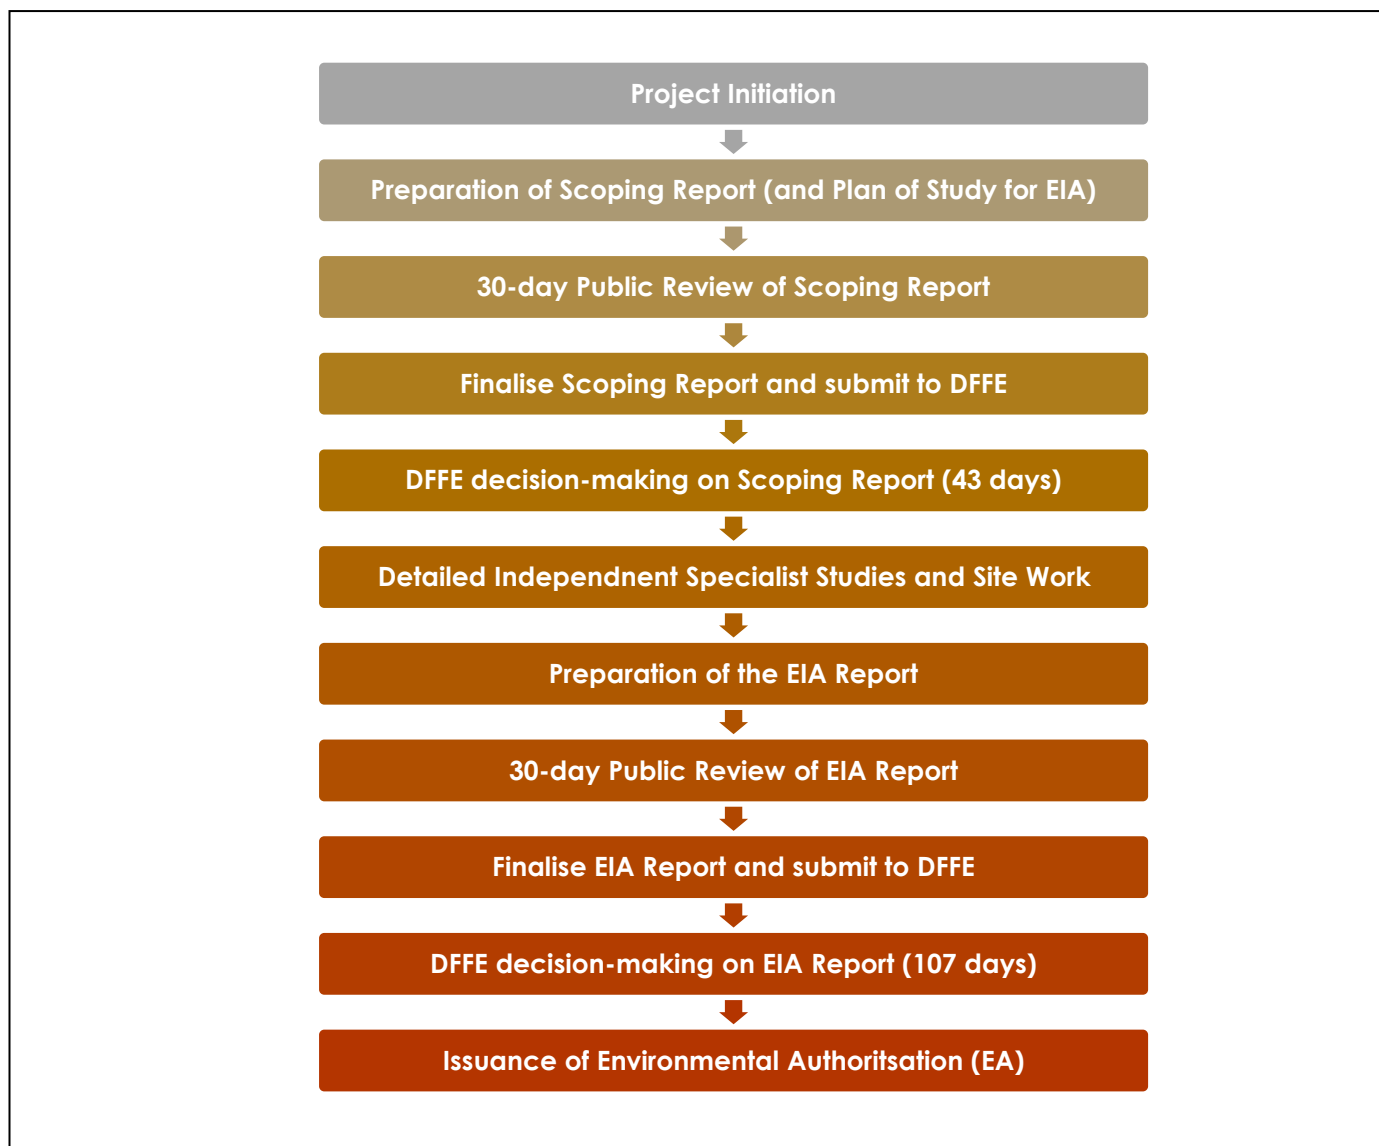 Project Initiation
Preparation of Scoping Report (and Plan of Study for EIA)
30-day Public Review of Scoping Report
Finalise Scoping Report and submit to DFFE
DFFE decision-making on Scoping Report (43 days)
Detailed Independnent Specialist Studies and Site Work
Preparation of the EIA Report
30-day Public Review of EIA Report
Finalise EIA Report and submit to DFFE
DFFE decision-making on EIA Report (107 days)
Issuance of Environmental Authoritsation (EA)